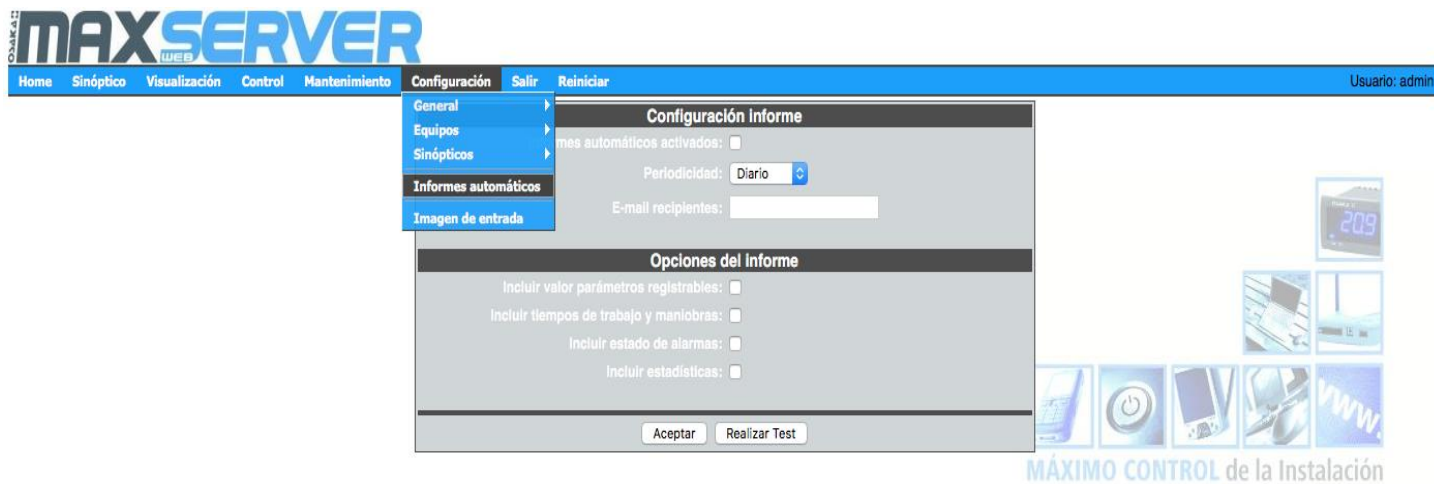 OSAKA
MAXSERVER
WEB
Home Sinóptico Visualización Control Mantenimiento Configuración Salir Reiniciar Usuario: admin
General
Equipos
Sinópticos
Informes automáticos
Imagen de entrada
Configuración informe
mes automáticos activados:
Periodicidad: Diario
E-mail recipientes:
Opciones del informe
Incluir valor parámetros registrables:
Incluir tiempos de trabajo y maniobras:
Incluir estado de alarmas:
Incluir estadísticas:
Aceptar Realizar Test
20.9
www.
MÁXIMO CONTROL de la Instalación